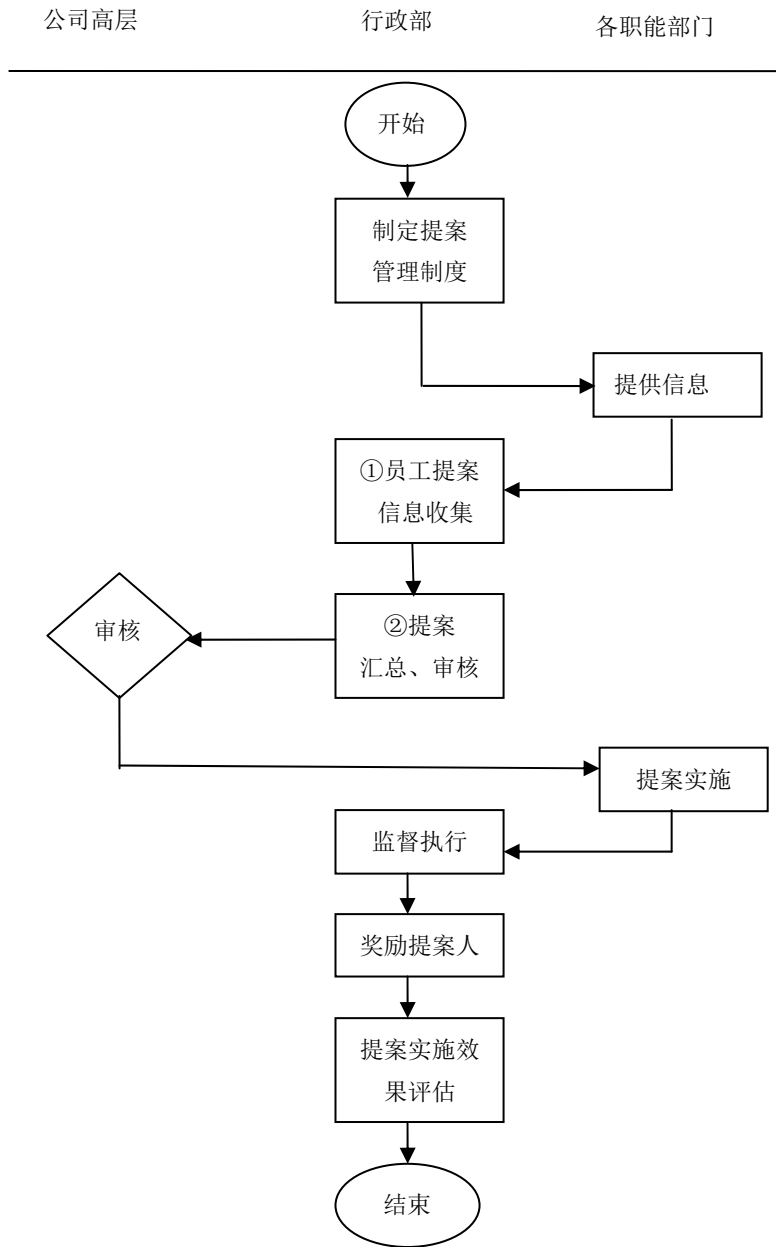 公司高层 行政部 各职能部门
开始
制定提案
管理制度
提供信息
①员工提案
信息收集
②提案
汇总、审核
审核
提案实施
监督执行
奖励提案人
提案实施效
果评估
结束